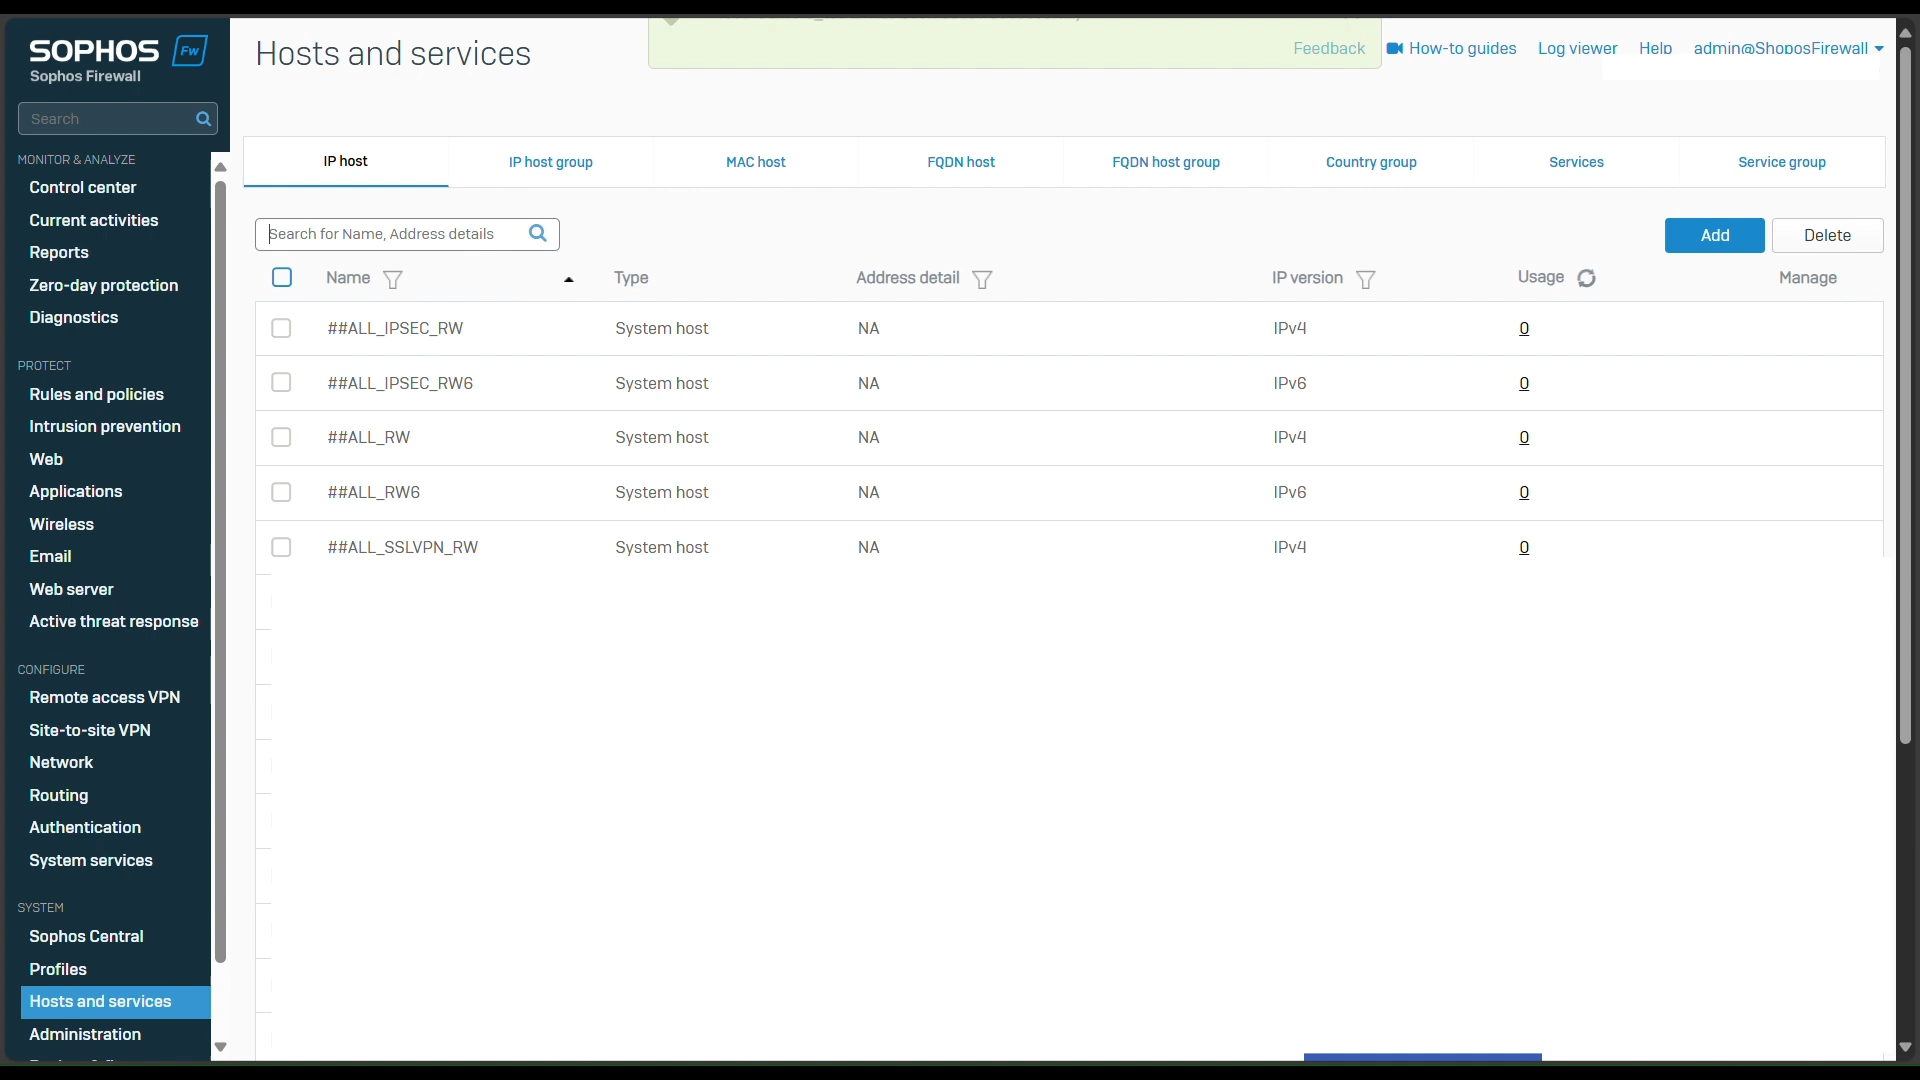 SOPHOS Fw
Sophos Firewall
Search
MONITOR & ANALYZE
Control center
Current activities
Reports
Zero-day protection
Diagnostics
PROTECT
Rules and policies
Intrusion prevention
Web
Applications
Wireless
Email
Web server
Active threat response
CONFIGURE
Remote access VPN
Site-to-site VPN
Network
Routing
Authentication
System services
SYSTEM
Sophos Central
Profiles
Hosts and services
Administration
Hosts and services
Feedback How-to guides Log viewer Help admin@ShoposFirewall
IP host IP host group MAC host FQDN host FQDN host group Country group Services Service group
Search for Name, Address details
Add Delete
Name Type Address detail IP version Usage Manage
##ALL_IPSEC_RW System host NA IPv4 0
##ALL_IPSEC_RW6 System host NA IPv6 0
##ALL_RW System host NA IPv4 0
##ALL_RW6 System host NA IPv6 0
##ALL_SSLVPN_RW System host NA IPv4 0